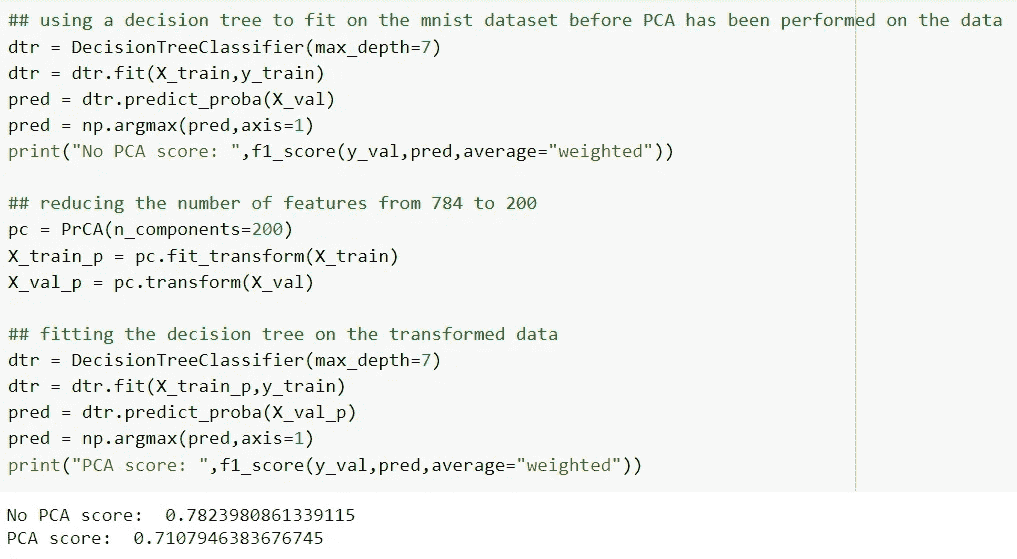 ## using a decision tree to fit on the mnist dataset before PCA has been performed on the data
dtr = DecisionTreeClassifier(max_depth=7)
dtr = dtr.fit(X_train,y_train)
pred = dtr.predict_proba(X_val)
pred = np.argmax(pred,axis=1)
print("No PCA score: ",f1_score(y_val,pred,average="weighted"))
## reducing the number of features from 784 to 200
pc = PrCA(n_components=200)
X_train_p = pc.fit_transform(X_train)
X_val_p = pc.transform(X_val)
## fitting the decision tree on the transformed data
dtr = DecisionTreeClassifier(max_depth=7)
dtr = dtr.fit(X_train_p,y_train)
pred = dtr.predict_proba(X_val_p)
pred = np.argmax(pred,axis=1)
print("PCA score: ",f1_score(y_val,pred,average="weighted"))
No PCA score:  0.7823980861339115
PCA score:  0.7107946383676745